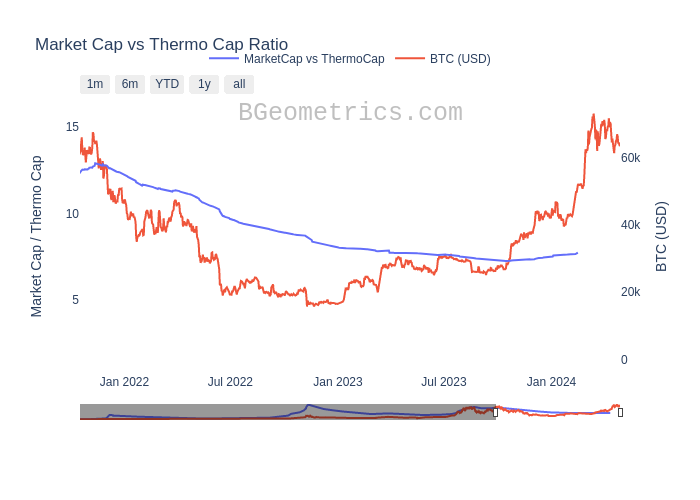 Market Cap vs Thermo Cap Ratio
MarketCap vs ThermoCap
BTC (USD)
1m
6m
YTD
1y
all
BGeometrics.com
15
10
5
Market Cap / Thermo Cap
60k
40k
20k
0
BTC (USD)
Jan 2022
Jul 2022
Jan 2023
Jul 2023
Jan 2024